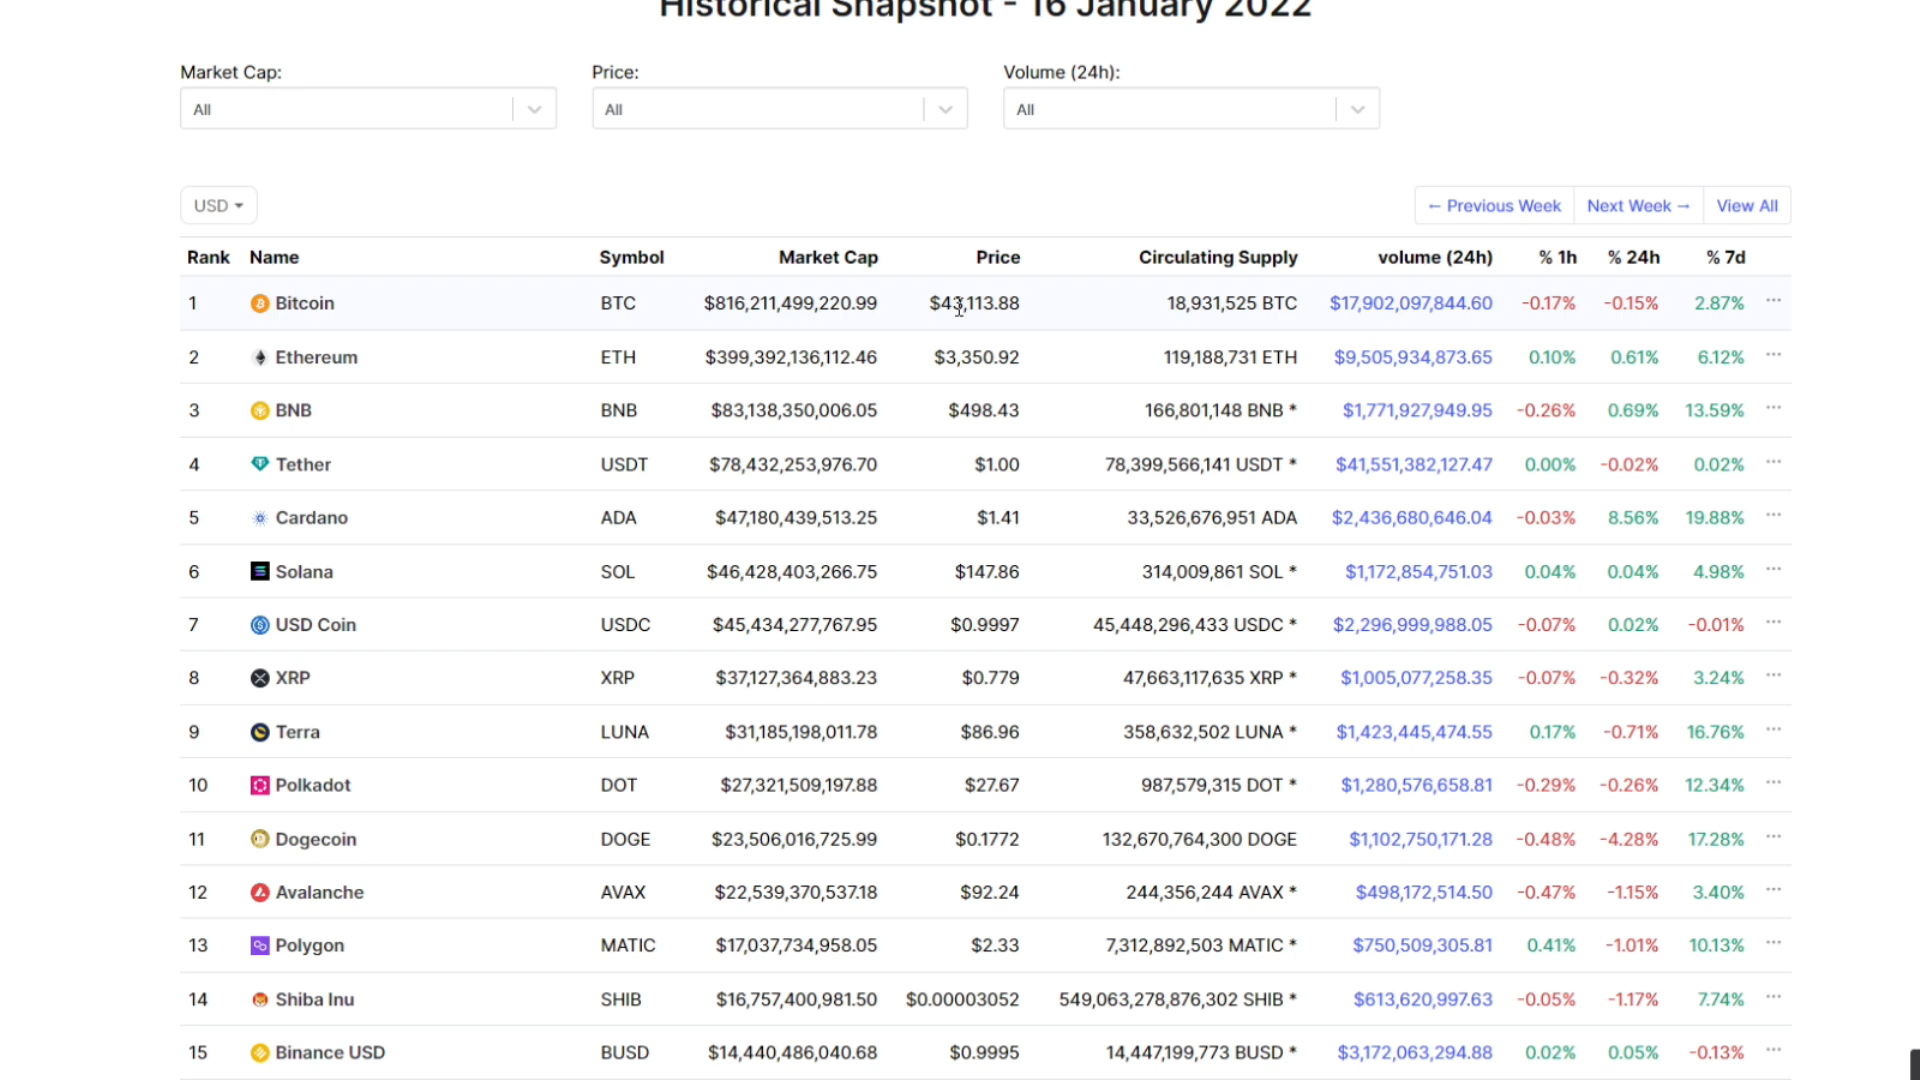 Historical Snapshot - 16 January 2022
Market Cap: Price: Volume (24h):
All All All
USD ← Previous Week Next Week → View All
Rank Name Symbol Market Cap Price Circulating Supply volume (24h) % 1h % 24h % 7d
1 Bitcoin BTC $816,211,499,220.99 $43,113.88 18,931,525 BTC $17,902,097,844.60 -0.17% -0.15% 2.87% ...
2 Ethereum ETH $399,392,136,112.46 $3,350.92 119,188,731 ETH $9,505,934,873.65 0.10% 0.61% 6.12% ...
3 BNB BNB $83,138,350,006.05 $498.43 166,801,148 BNB * $1,771,927,949.95 -0.26% 0.69% 13.59% ...
4 Tether USDT $78,432,253,976.70 $1.00 78,399,566,141 USDT * $41,551,382,127.47 0.00% -0.02% 0.02% ...
5 Cardano ADA $47,180,439,513.25 $1.41 33,526,676,951 ADA $2,436,680,646.04 -0.03% 8.56% 19.88% ...
6 Solana SOL $46,428,403,266.75 $147.86 314,009,861 SOL * $1,172,854,751.03 0.04% 0.04% 4.98% ...
7 USD Coin USDC $45,434,277,767.95 $0.9997 45,448,296,433 USDC * $2,296,999,988.05 -0.07% 0.02% -0.01% ...
8 XRP XRP $37,127,364,883.23 $0.779 47,663,117,635 XRP * $1,005,077,258.35 -0.07% -0.32% 3.24% ...
9 Terra LUNA $31,185,198,011.78 $86.96 358,632,502 LUNA * $1,423,445,474.55 0.17% -0.71% 16.76% ...
10 Polkadot DOT $27,321,509,197.88 $27.67 987,579,315 DOT * $1,280,576,658.81 -0.29% -0.26% 12.34% ...
11 Dogecoin DOGE $23,506,016,725.99 $0.1772 132,670,764,300 DOGE $1,102,750,171.28 -0.48% -4.28% 17.28% ...
12 Avalanche AVAX $22,539,370,537.18 $92.24 244,356,244 AVAX * $498,172,514.50 -0.47% -1.15% 3.40% ...
13 Polygon MATIC $17,037,734,958.05 $2.33 7,312,892,503 MATIC * $750,509,305.81 0.41% -1.01% 10.13% ...
14 Shiba Inu SHIB $16,757,400,981.50 $0.00003052 549,063,278,876,302 SHIB * $613,620,997.63 -0.05% -1.17% 7.74% ...
15 Binance USD BUSD $14,440,486,040.68 $0.9995 14,447,199,773 BUSD * $3,172,063,294.88 0.02% 0.05% -0.13% ...